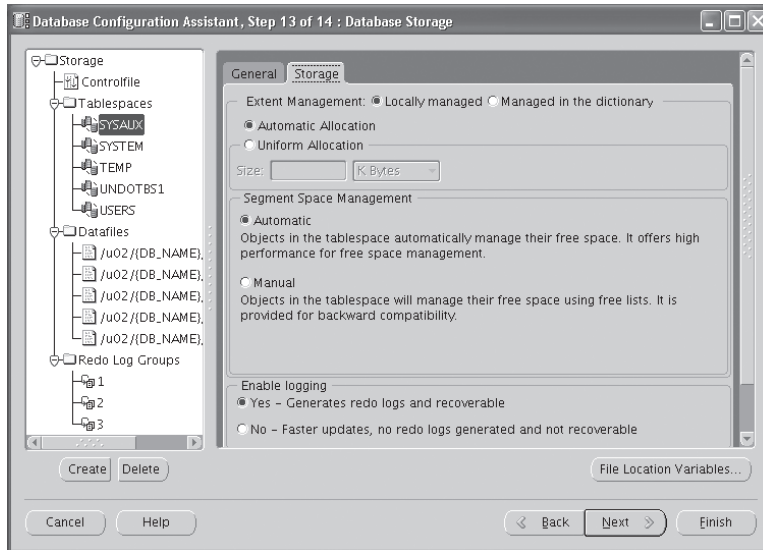 Database Configuration Assistant, Step 13 of 14 : Database Storage
Storage
Controlfile
Tablespaces
SYSAUX
SYSTEM
TEMP
UNDOTBS1
USERS
Datafiles
/u02/{DB_NAME},
/u02/{DB_NAME},
/u02/{DB_NAME},
/u02/{DB_NAME},
/u02/{DB_NAME},
Redo Log Groups
1
2
3
Create Delete
General Storage
Extent Management: Locally managed Managed in the dictionary
Automatic Allocation
Uniform Allocation
Size: K Bytes
Segment Space Management
Automatic
Objects in the tablespace automatically manage their free space. It offers high
performance for free space management.
Manual
Objects in the tablespace will manage their free space using free lists. It is
provided for backward compatibility.
Enable logging
Yes - Generates redo logs and recoverable
No - Faster updates, no redo logs generated and not recoverable
File Location Variables...
Cancel Help Back Next Finish